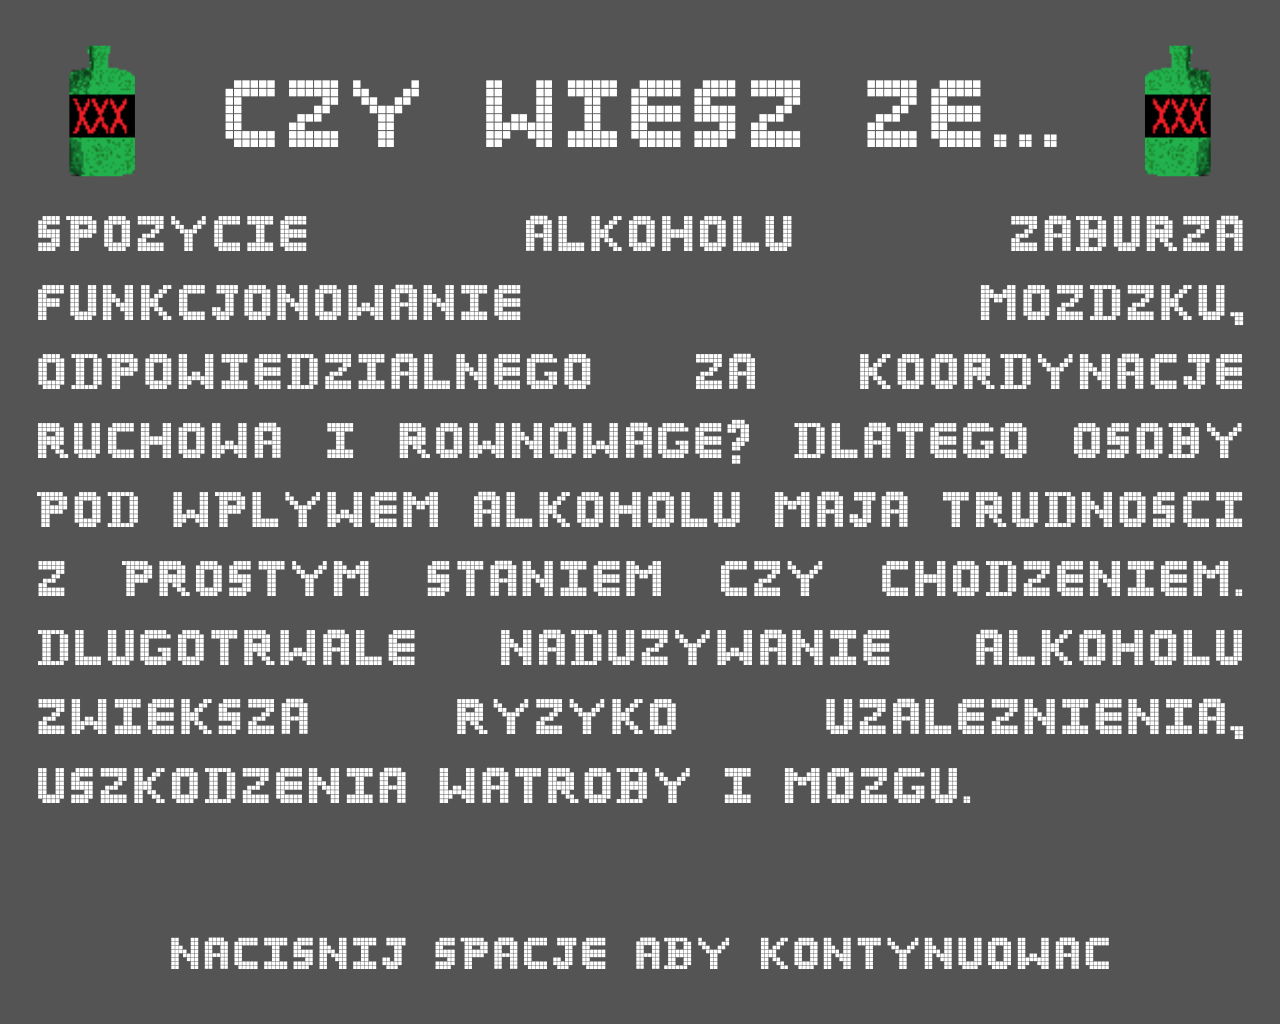 CZY WIESZ ZE...
XXX
XXX
SPOZYCIE ALKOHOLU ZABURZA
FUNKCJONOWANIE MOZDZKU,
ODPOWIEDZIALNEGO ZA KOORDYNACJE
RUCHOWA I ROWNOWAGE? DLATEGO OSOBY
POD WPLYWEM ALKOHOLU MAJA TRUDNOSCI
Z PROSTYM STANIEM CZY CHODZENIEM.
DLUGOTRWALE NADUZYWANIE ALKOHOLU
ZWIEKSZA RYZYKO UZALEZNIENIA,
USZKODZENIA WATROBY I MOZGU.
NACISNIJ SPACJE ABY KONTYNUOWAC